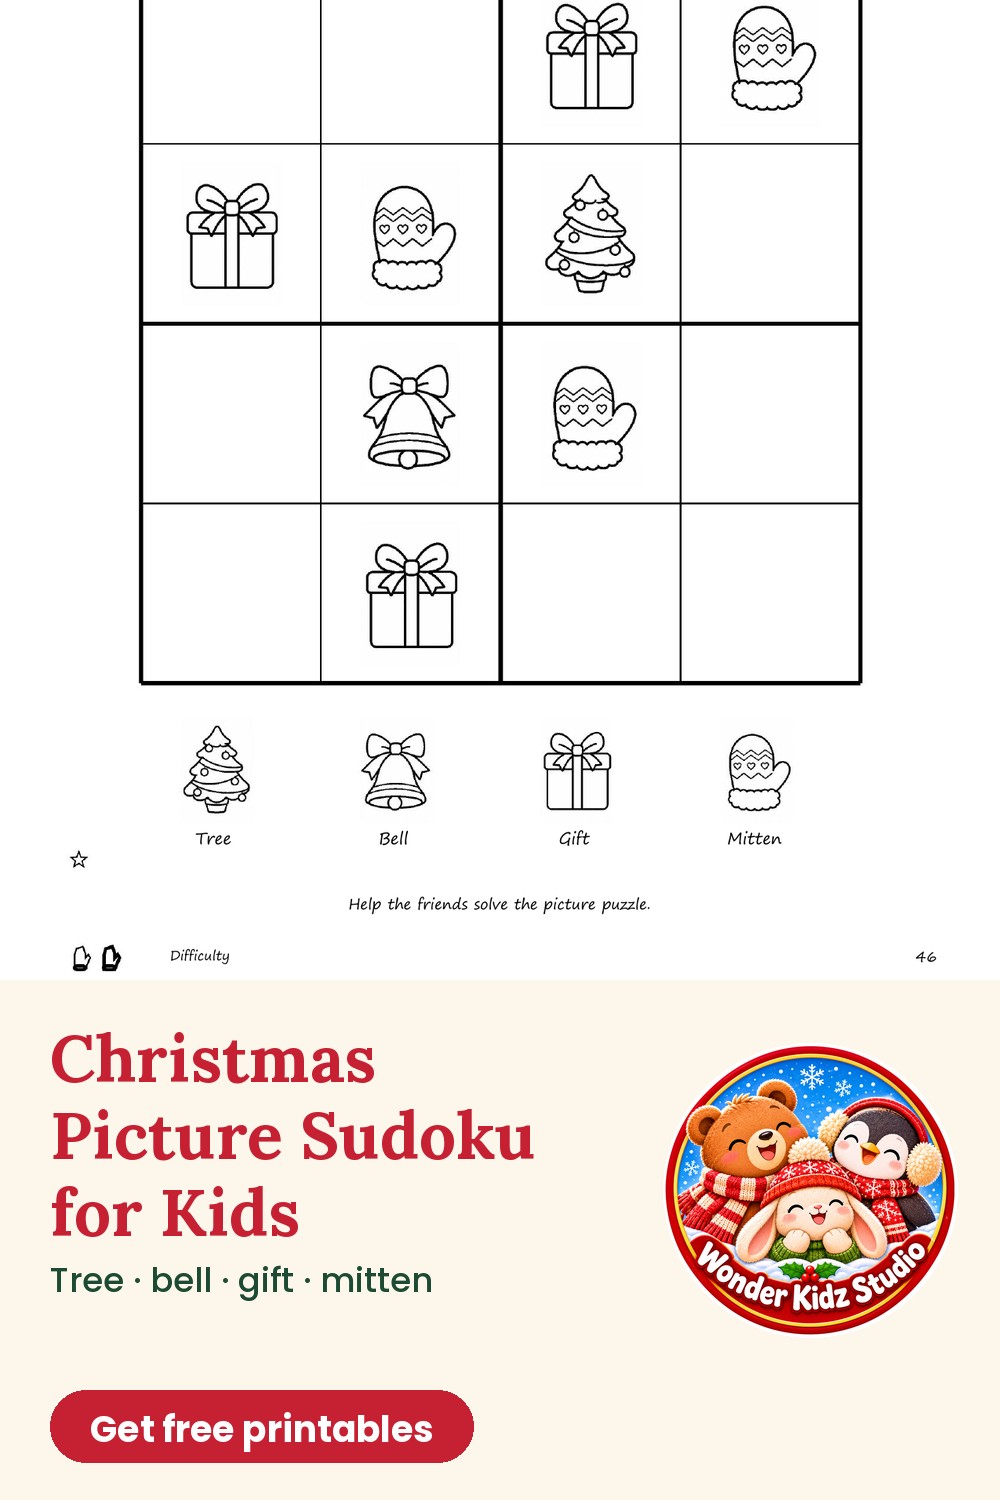 Tree
Bell
Gift
Mitten
Help the friends solve the picture puzzle.
Difficulty
46
Christmas
Picture Sudoku
for Kids
Tree · bell · gift · mitten
Wonder Kidz Studio
Get free printables